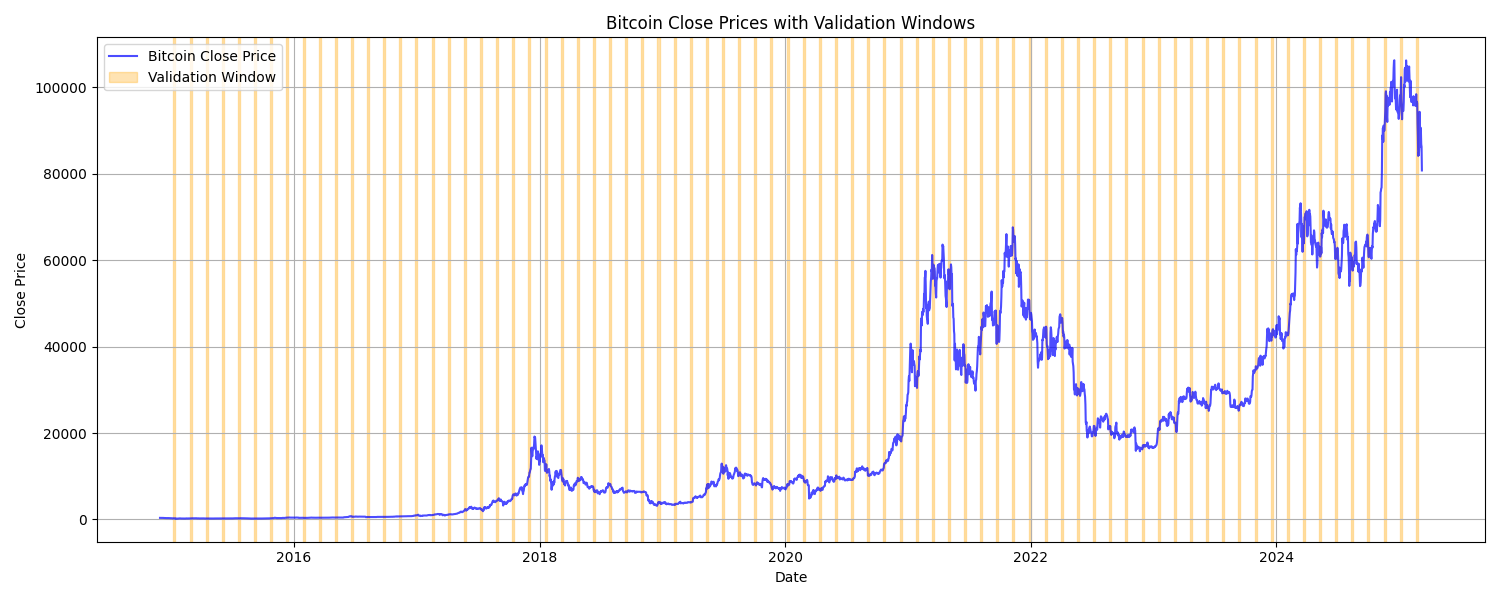 Bitcoin Close Prices with Validation Windows
Bitcoin Close Price
Validation Window
100000
80000
60000
40000
20000
0
Close Price
2016
2018
2020
2022
2024
Date